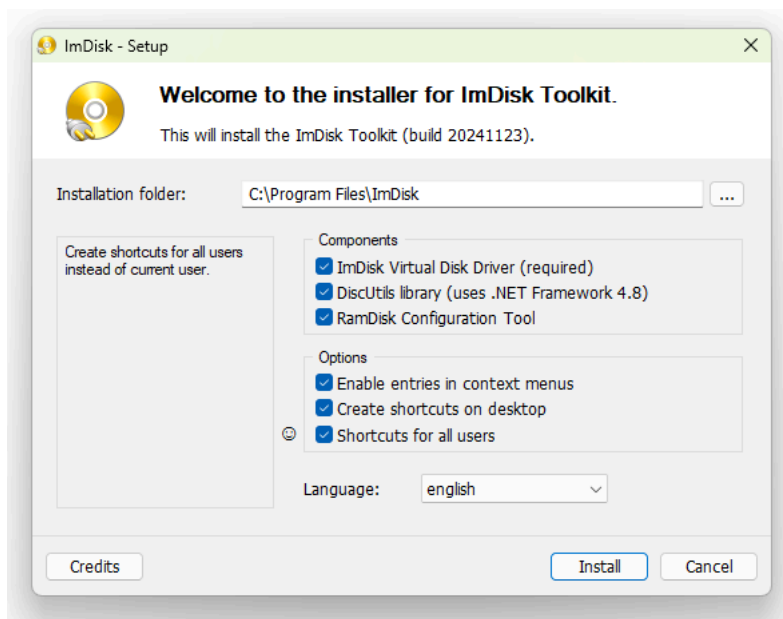 ImDisk - Setup
Welcome to the installer for ImDisk Toolkit.
This will install the ImDisk Toolkit (build 20241123).
Installation folder:
C:\Program Files\ImDisk
...
Create shortcuts for all users
instead of current user.
Components
ImDisk Virtual Disk Driver (required)
DiscUtils library (uses .NET Framework 4.8)
RamDisk Configuration Tool
Options
Enable entries in context menus
Create shortcuts on desktop
Shortcuts for all users
Language:
english
Credits
Install
Cancel